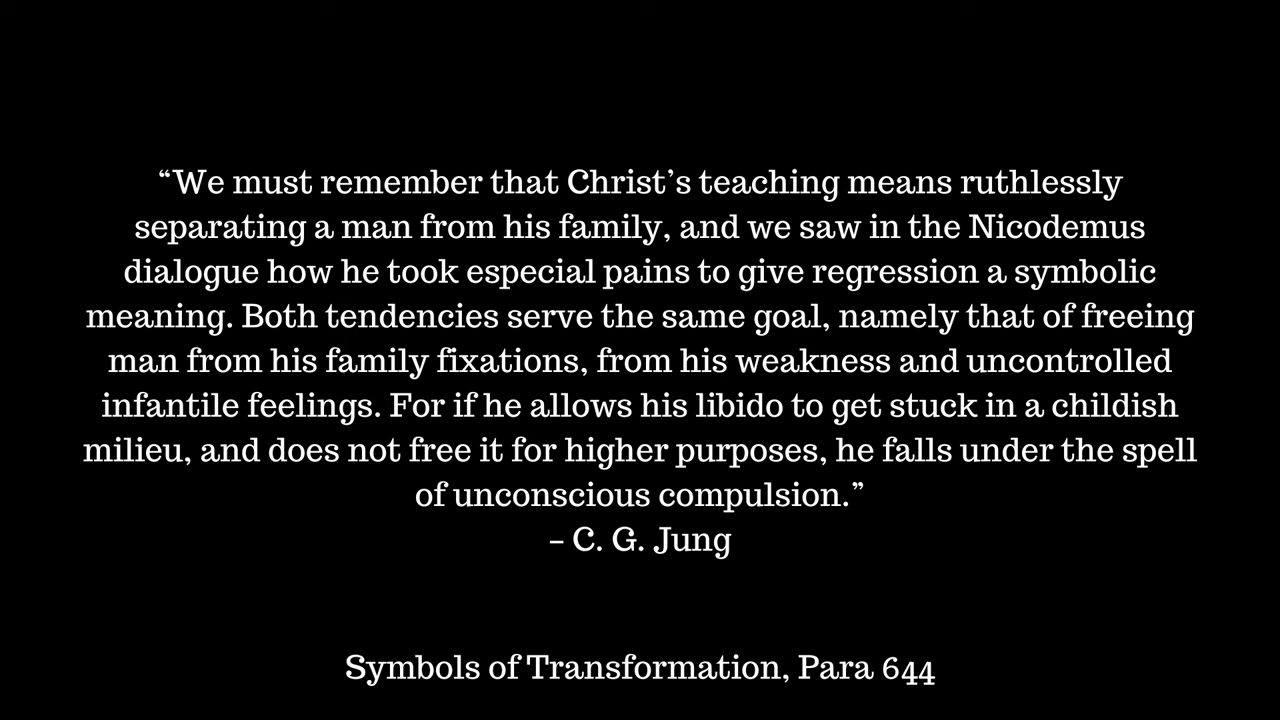 “We must remember that Christ’s teaching means ruthlessly
separating a man from his family, and we saw in the Nicodemus
dialogue how he took especial pains to give regression a symbolic
meaning. Both tendencies serve the same goal, namely that of freeing
man from his family fixations, from his weakness and uncontrolled
infantile feelings. For if he allows his libido to get stuck in a childish
milieu, and does not free it for higher purposes, he falls under the spell
of unconscious compulsion.”
– C. G. Jung
Symbols of Transformation, Para 644